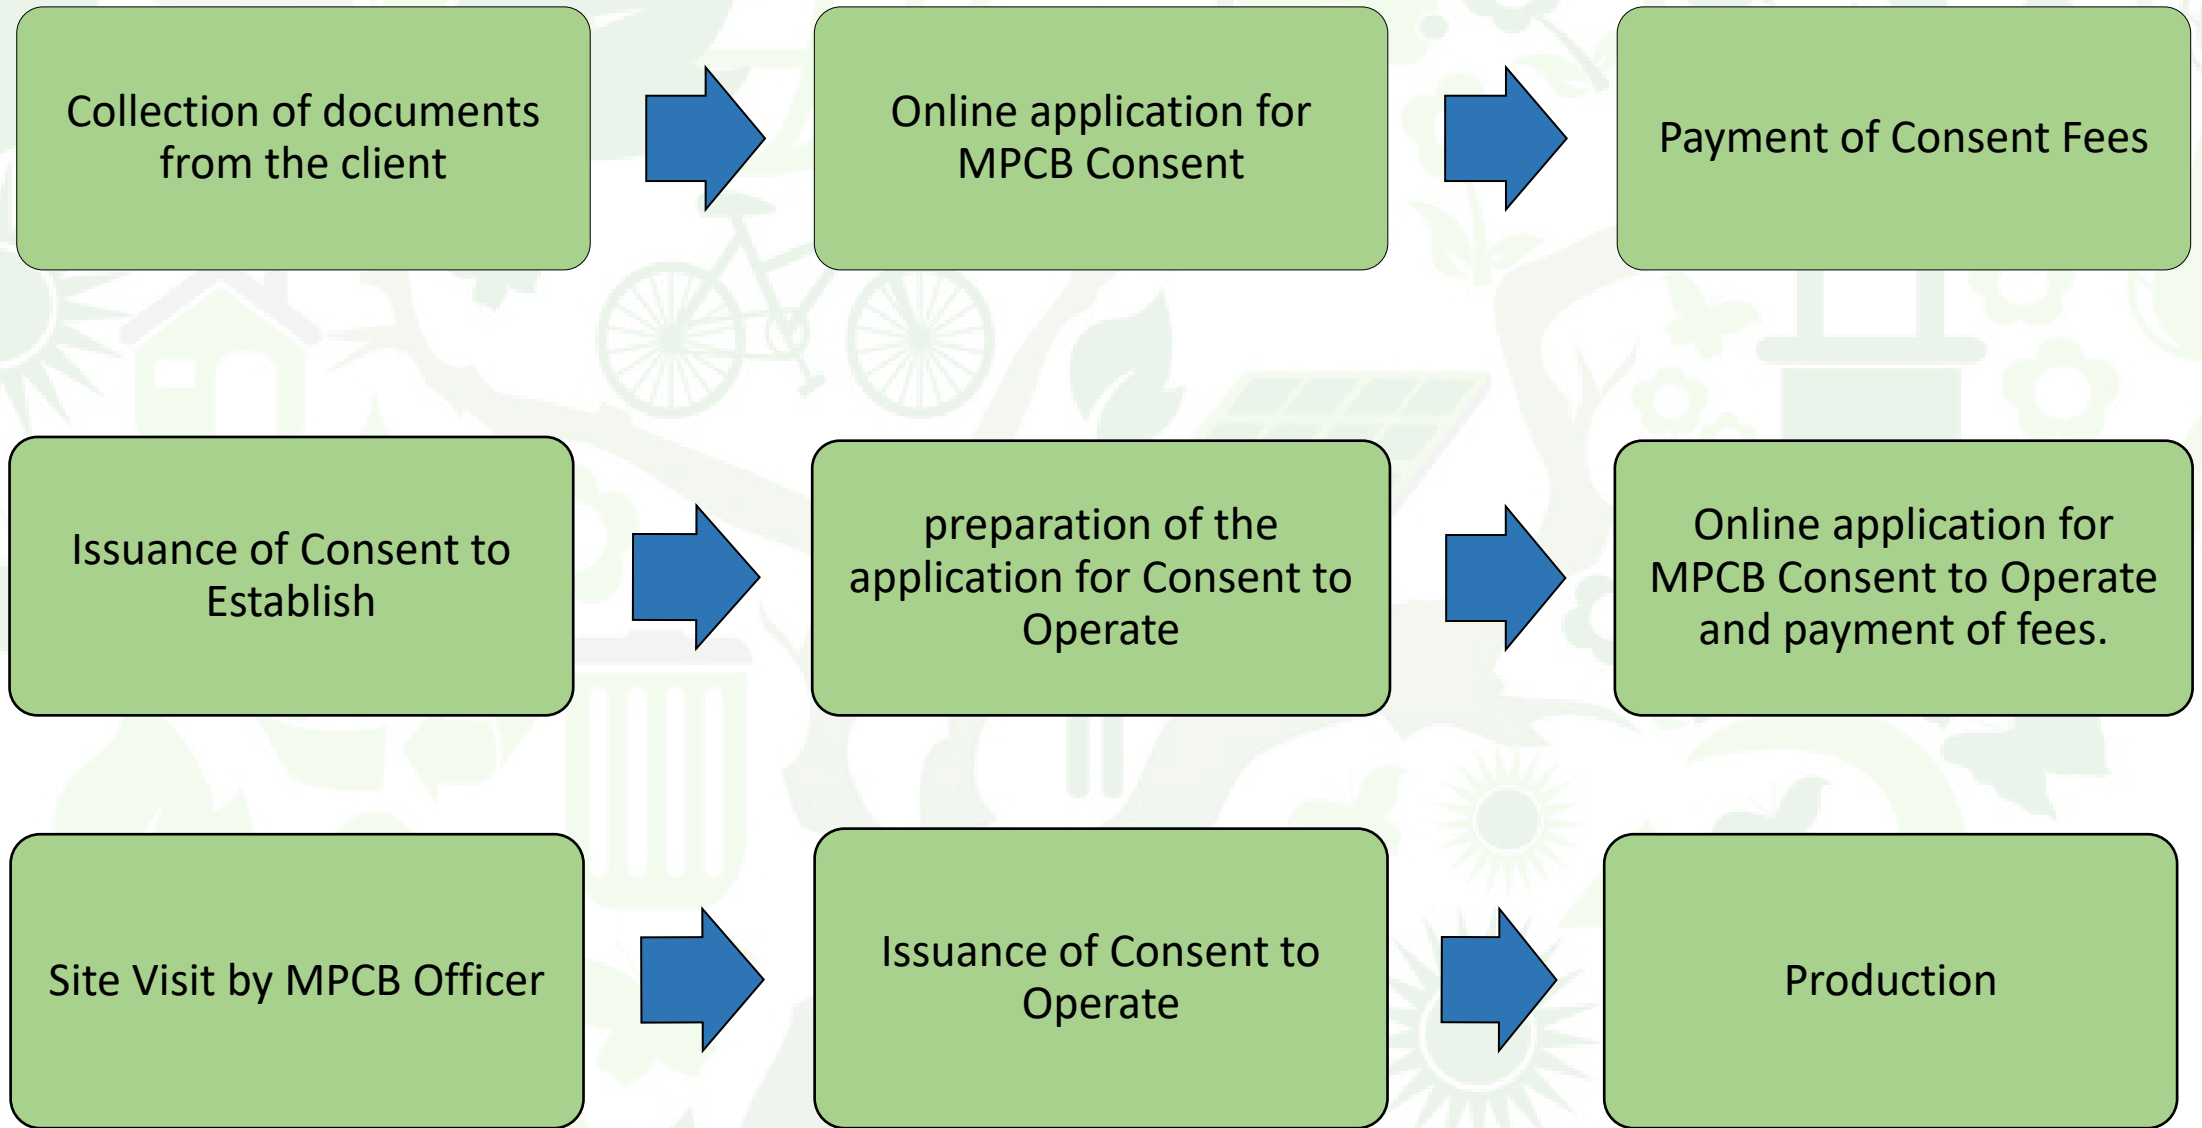 Collection of documents
from the client
Online application for
MPCB Consent
Payment of Consent Fees
Issuance of Consent to
Establish
preparation of the
application for Consent to
Operate
Online application for
MPCB Consent to Operate
and payment of fees.
Site Visit by MPCB Officer
Issuance of Consent to
Operate
Production